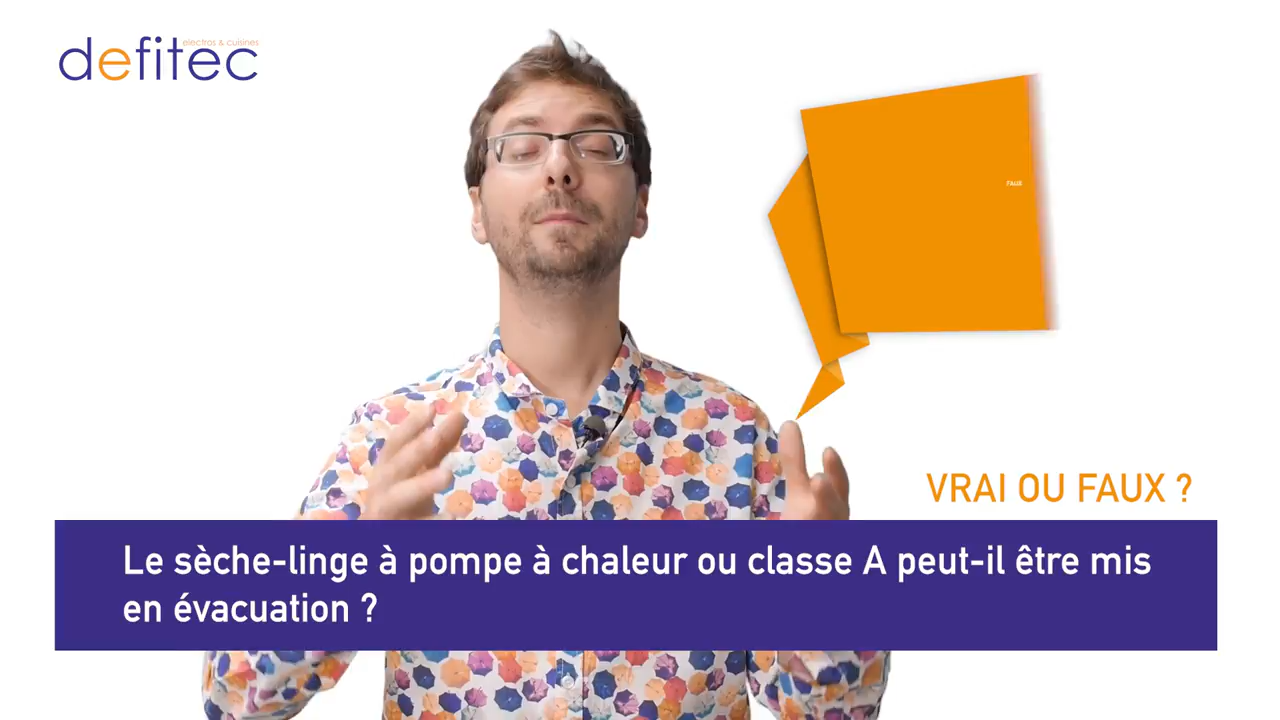 electros & cuisines
defitec
FAUX
VRAI OU FAUX ?
Le sèche-linge à pompe à chaleur ou classe A peut-il être mis
en évacuation ?